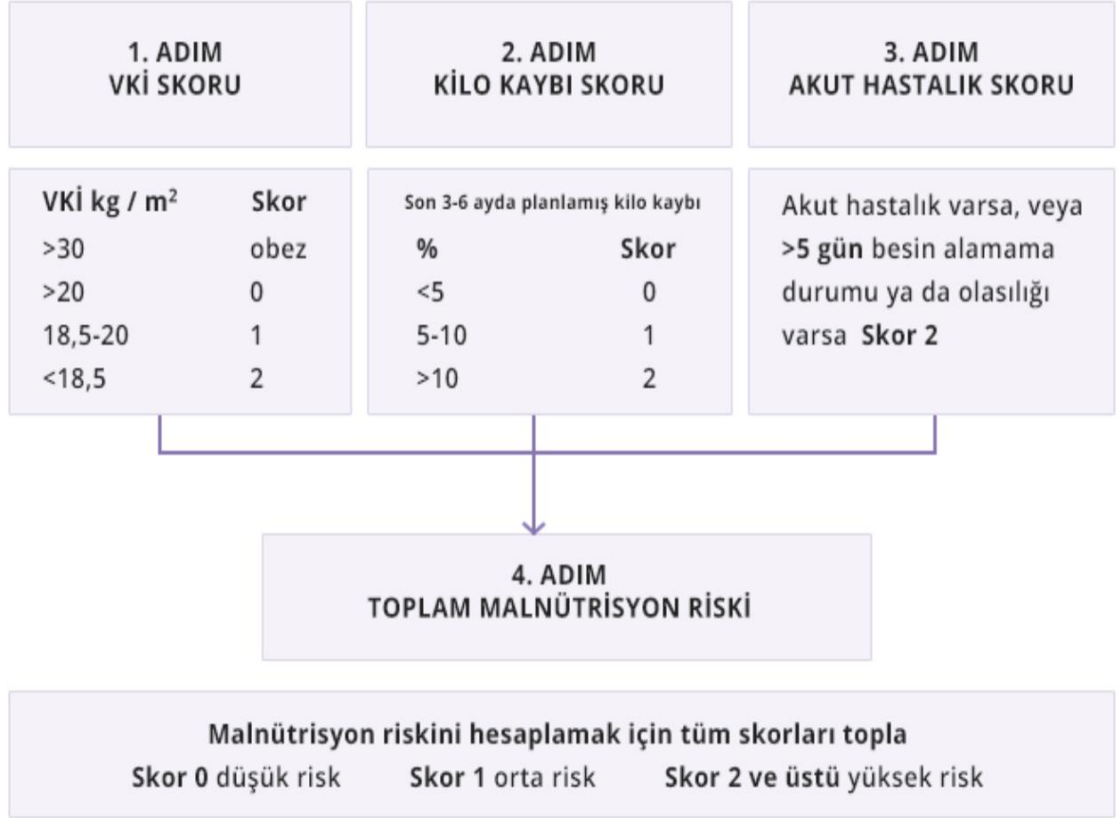 1. ADIM
VKİ SKORU
2. ADIM
KİLO KAYBI SKORU
3. ADIM
AKUT HASTALIK SKORU
VKİ kg / m² Skor
>30 obez
>20 0
18,5-20 1
<18,5 2
Son 3-6 ayda planlamış kilo kaybı
% Skor
<5 0
5-10 1
>10 2
Akut hastalık varsa, veya
>5 gün besin alamama
durumu ya da olasılığı
varsa Skor 2
4. ADIM
TOPLAM MALNÜTRİSYON RİSKİ
Malnütrisyon riskini hesaplamak için tüm skorları topla
Skor 0 düşük risk Skor 1 orta risk Skor 2 ve üstü yüksek risk